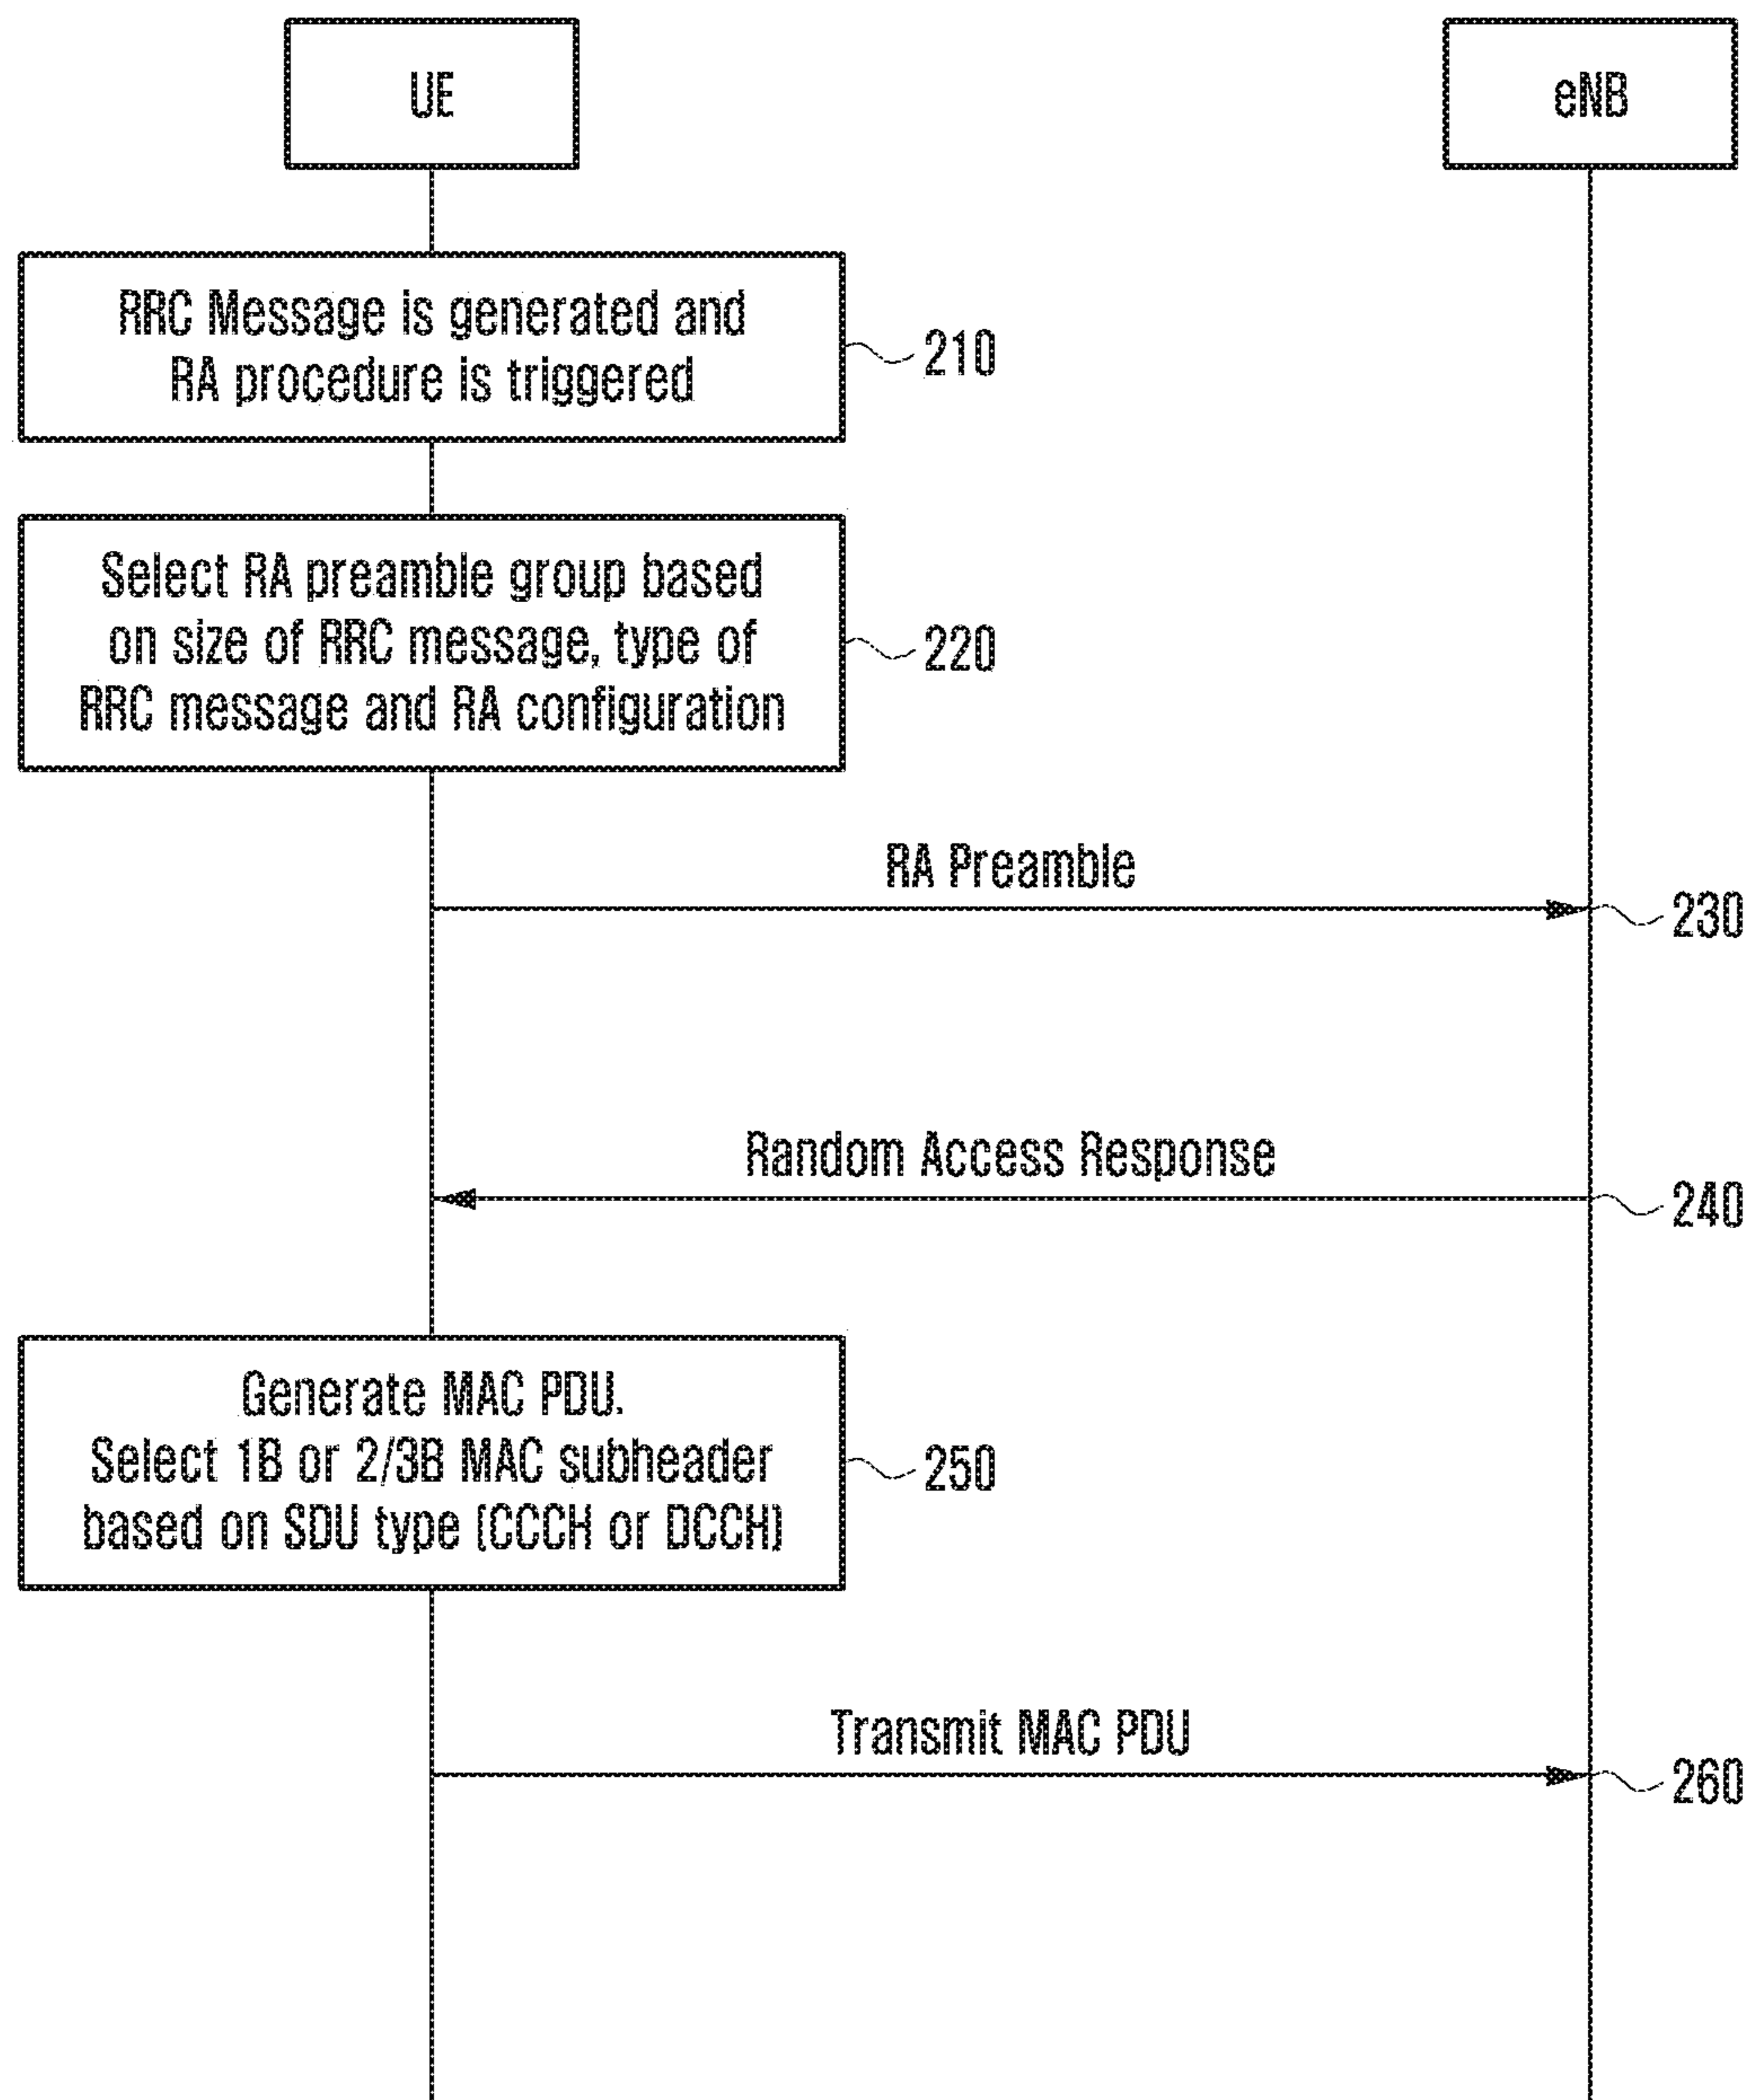 UE
eNB
RRC Message is generated and
RA procedure is triggered
210
Select RA preamble group based
on size of RRC message, type of
RRC message and RA configuration
220
RA Preamble
230
Random Access Response
240
Generate MAC PDU.
Select 1B or 2/3B MAC subheader
based on SDU type (CCCH or DCCH)
250
Transmit MAC PDU
260